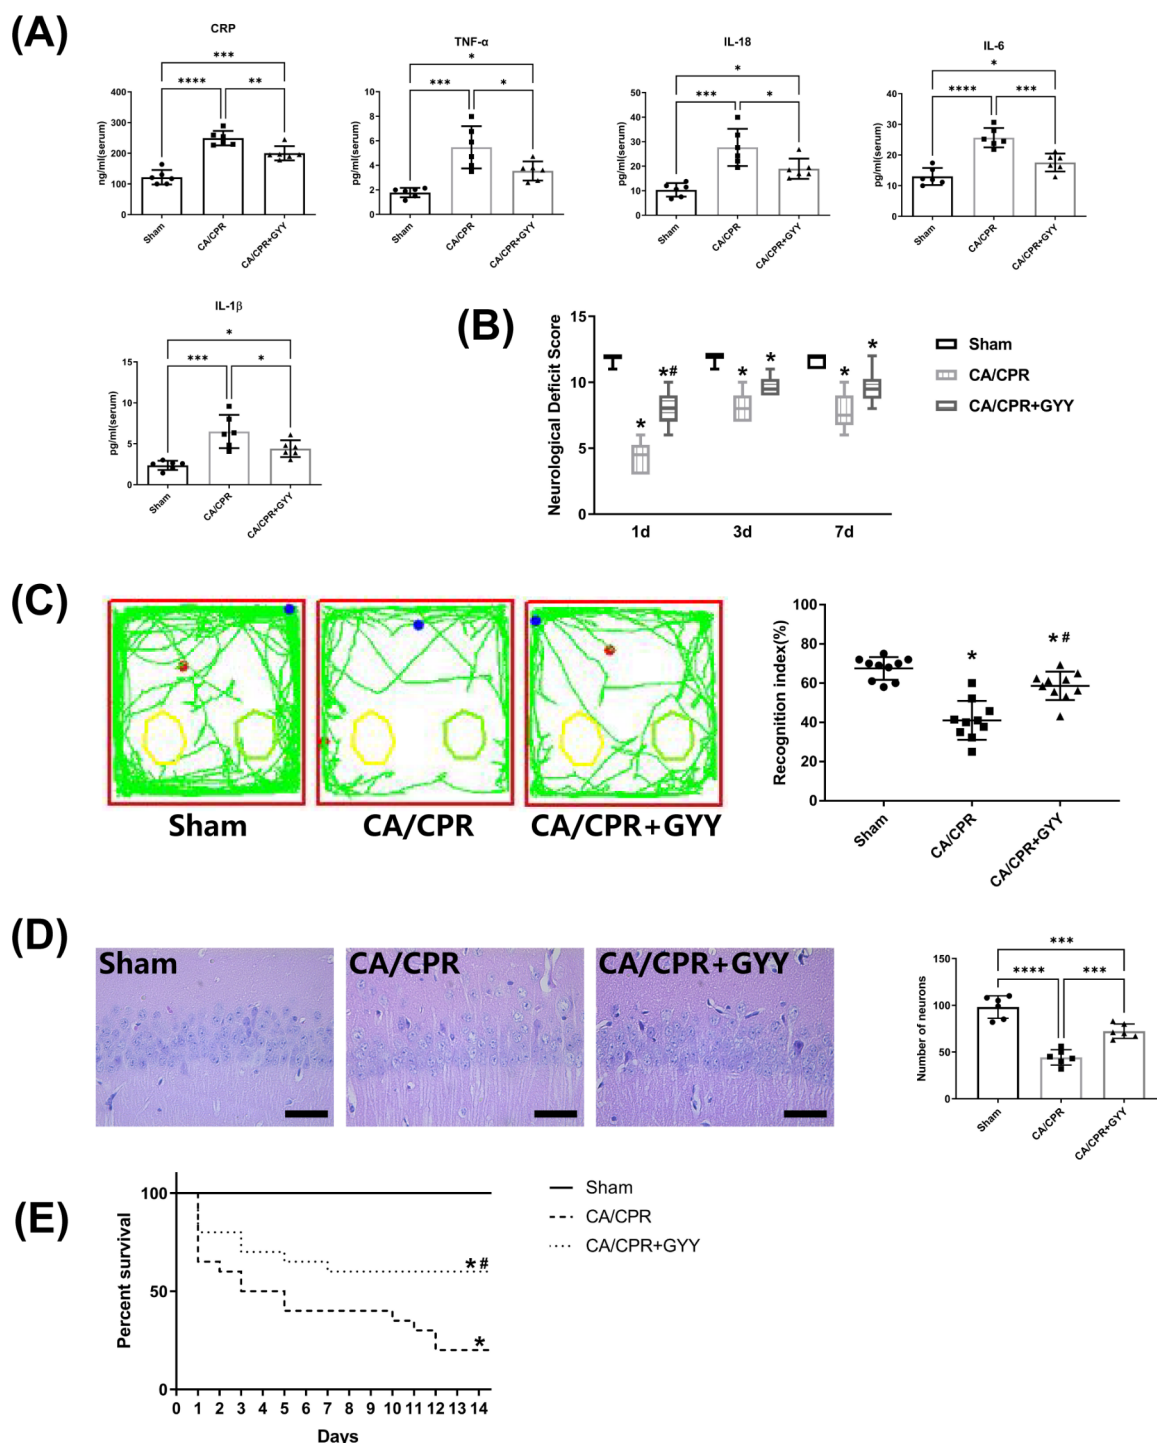 (A)
CRP
***
****
**
ng/ml(serum)
400
300
200
100
0
Sham
CA/CPR
CA/CPR+GYY
TNF-α
*
***
*
pg/ml(serum)
10
8
6
4
2
0
Sham
CA/CPR
CA/CPR+GYY
IL-18
*
***
*
pg/ml(serum)
50
40
30
20
10
0
Sham
CA/CPR
CA/CPR+GYY
IL-6
*
****
***
pg/ml(serum)
40
30
20
10
0
Sham
CA/CPR
CA/CPR+GYY
IL-1β
*
***
*
pg/ml(serum)
15
10
5
0
Sham
CA/CPR
CA/CPR+GYY
(B)
Neurological Deficit Score
15
10
5
0
*
*#
*
*
*
*
1d
3d
7d
Sham
CA/CPR
CA/CPR+GYY
(C)
Sham
CA/CPR
CA/CPR+GYY
Recognition index(%)
100
80
60
40
20
0
*
*#
Sham
CA/CPR
CA/CPR+GYY
(D)
Sham
CA/CPR
CA/CPR+GYY
***
****
***
Number of neurons
150
100
50
0
Sham
CA/CPR
CA/CPR+GYY
(E)
Percent survival
100
50
0
*#
*
0 1 2 3 4 5 6 7 8 9 10 11 12 13 14
Days
Sham
CA/CPR
CA/CPR+GYY